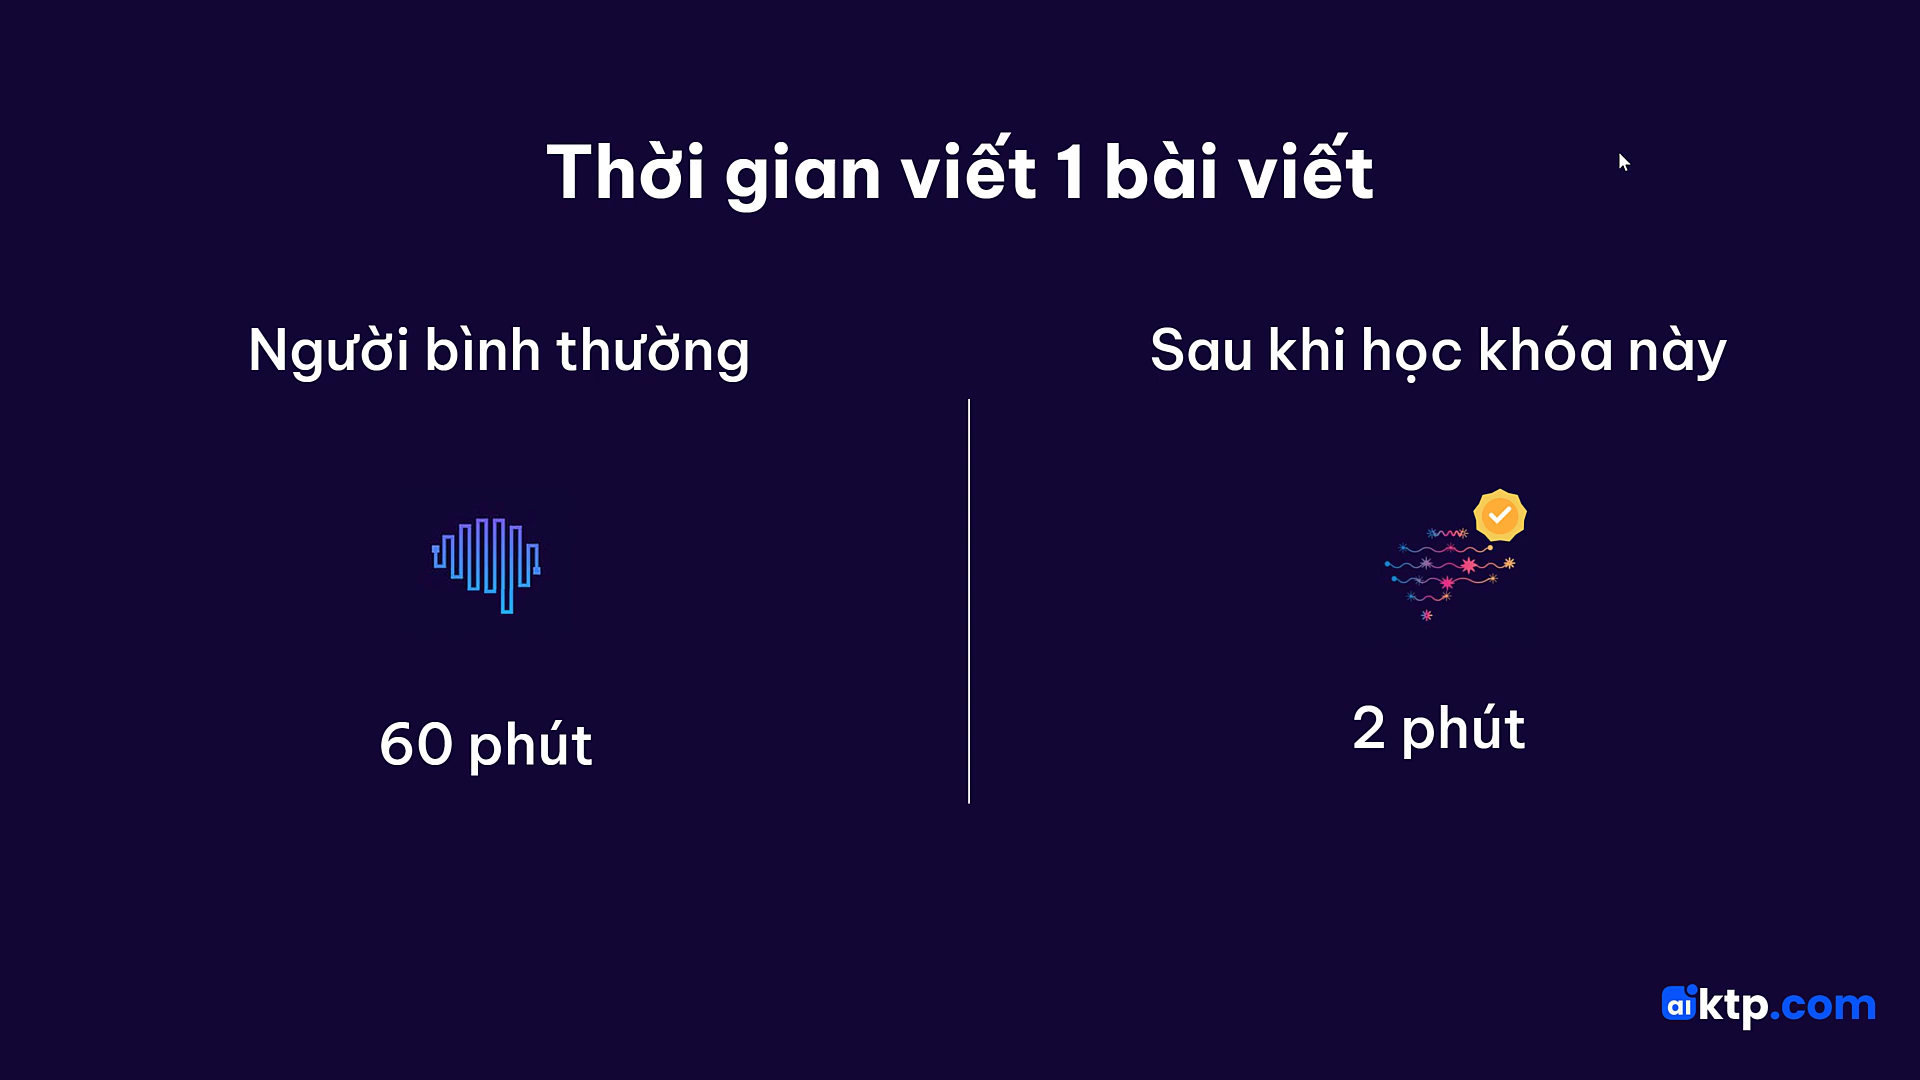 Thời gian viết 1 bài viết
Người bình thường
Sau khi học khóa này
60 phút
2 phút
aiktp.com